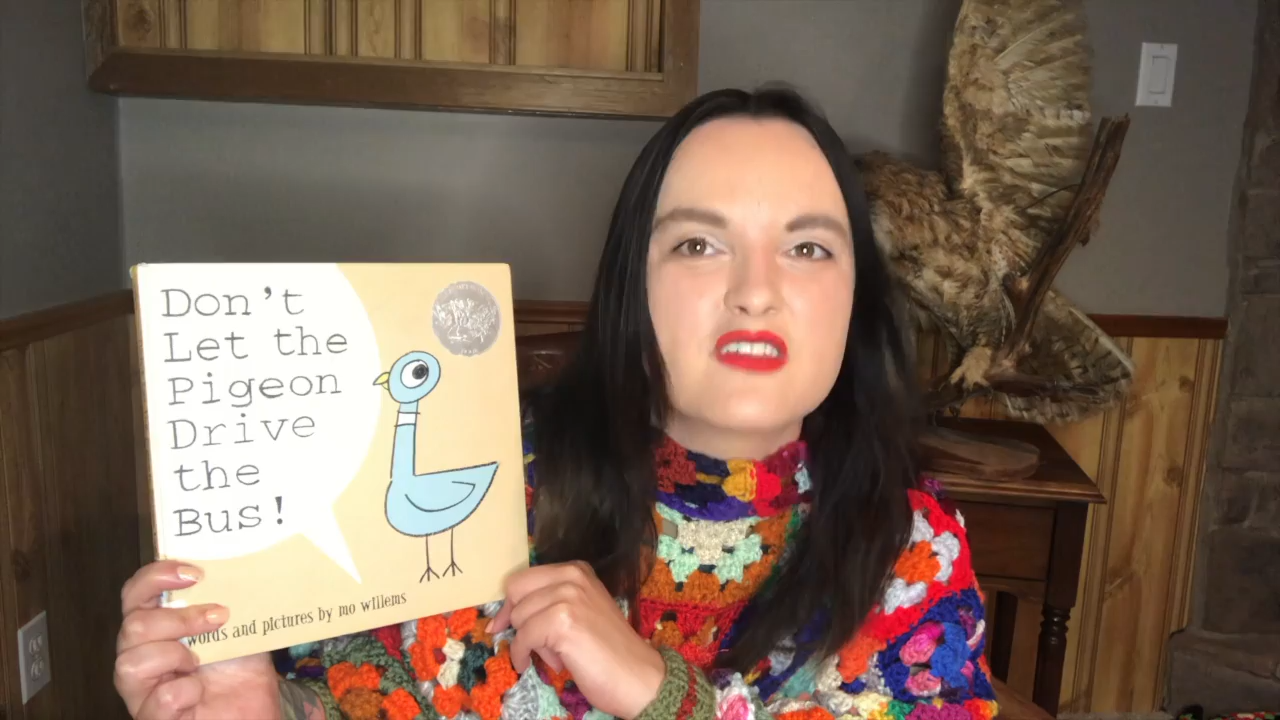 Don't
Let the
Pigeon
Drive
the
Bus!
words and pictures by mo willems